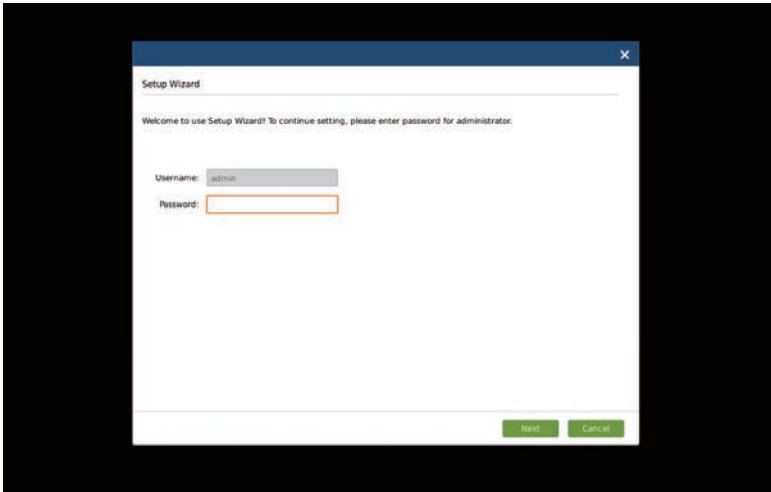 Setup Wizard
Welcome to use Setup Wizard! To continue setting, please enter password for administrator.
Username: admin
Password:
Next Cancel